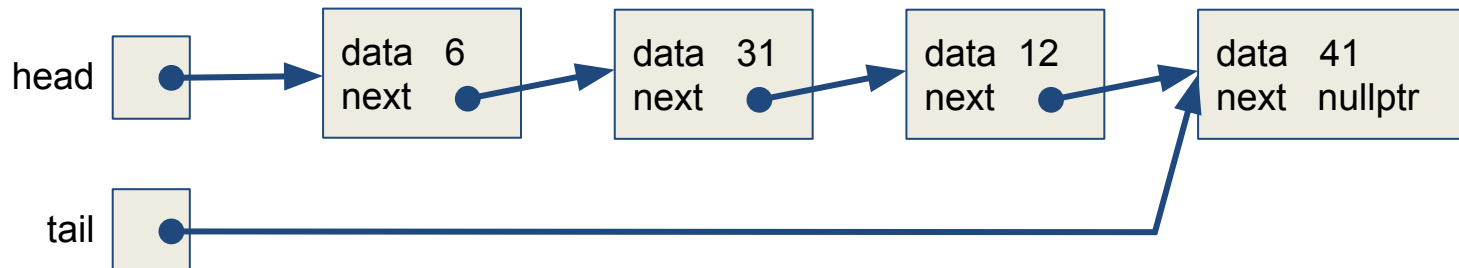 data 6
next
data 31
next
data 12
next
data 41
next nullptr
head
tail